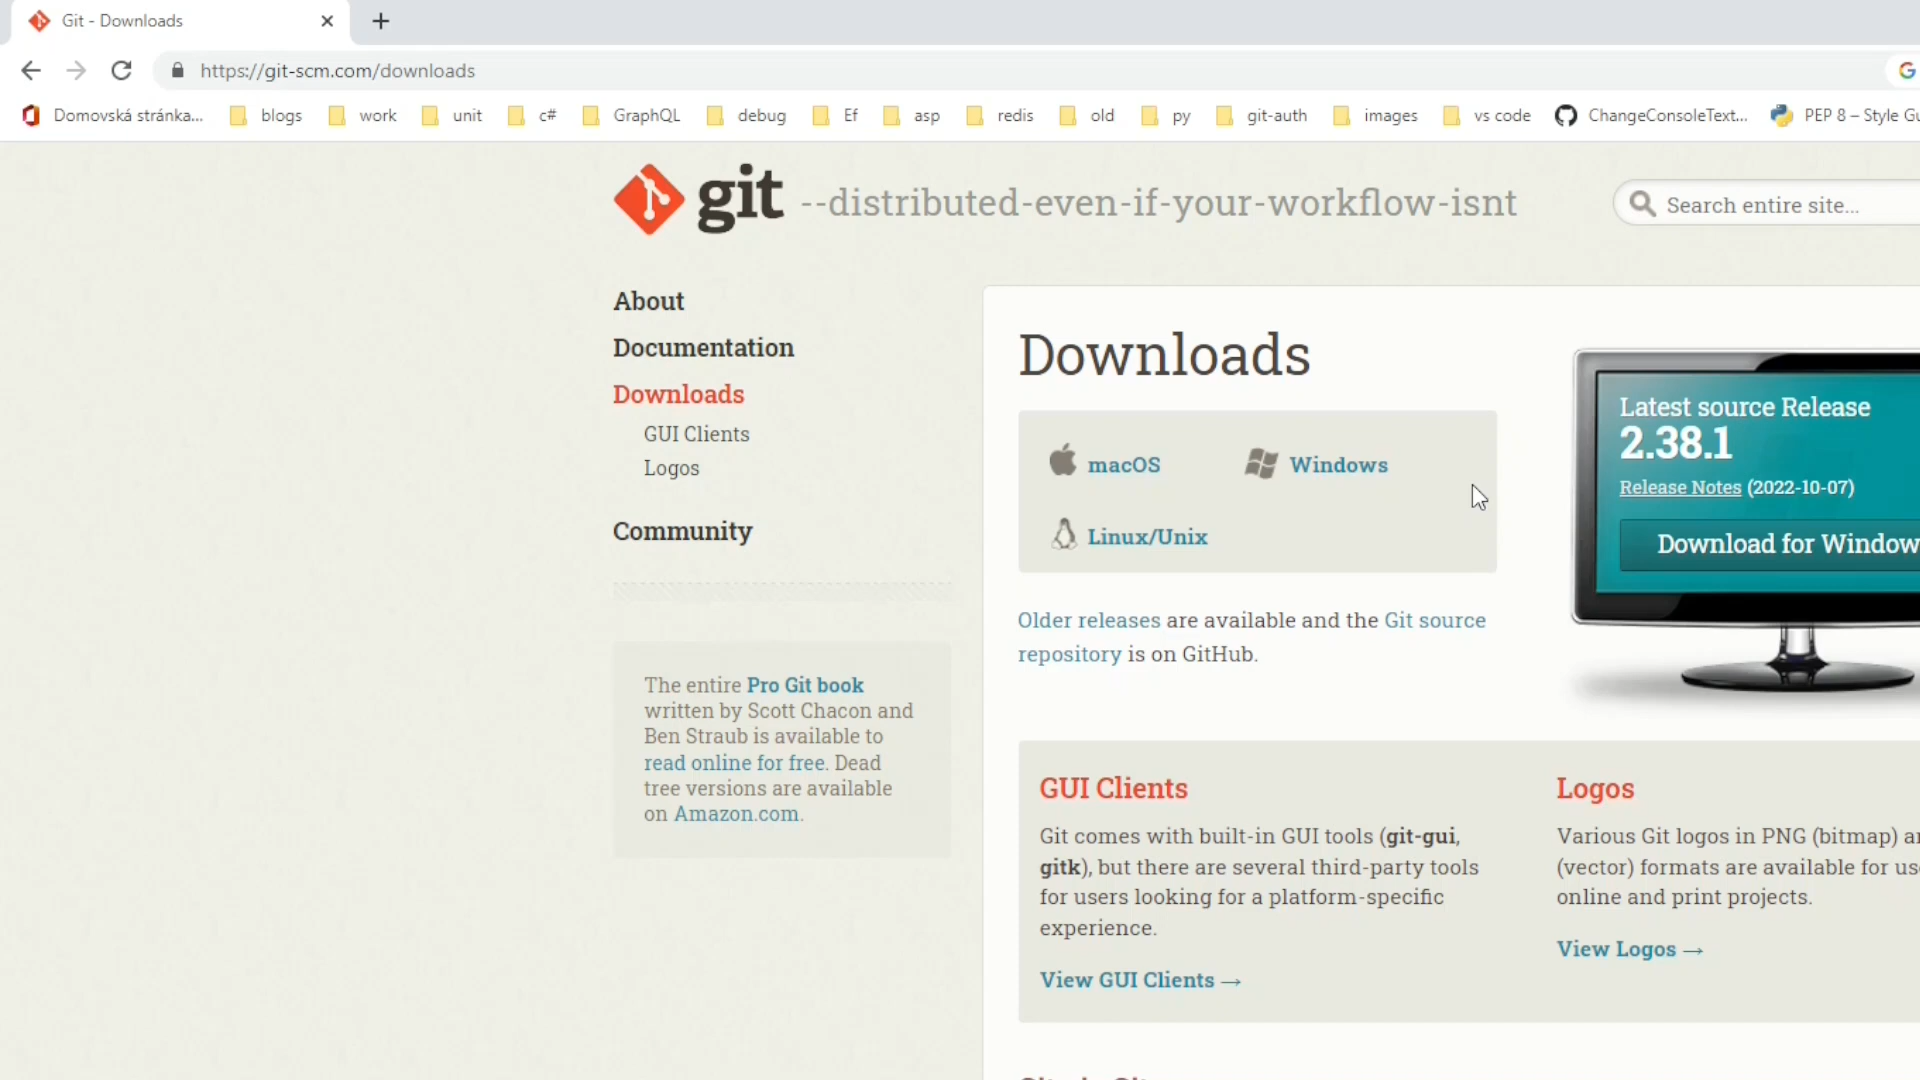 Git - Downloads
https://git-scm.com/downloads
Domovská stránka... blogs work unit c# GraphQL debug Ef asp redis old py git-auth images vs code ChangeConsoleText... PEP 8 – Style Gu
git --distributed-even-if-your-workflow-isnt
Search entire site...
About
Documentation
Downloads
GUI Clients
Logos
Community
The entire Pro Git book
written by Scott Chacon and
Ben Straub is available to
read online for free. Dead
tree versions are available
on Amazon.com.
Downloads
macOS Windows
Linux/Unix
Older releases are available and the Git source
repository is on GitHub.
Latest source Release
2.38.1
Release Notes (2022-10-07)
Download for Window
GUI Clients
Git comes with built-in GUI tools (git-gui,
gitk), but there are several third-party tools
for users looking for a platform-specific
experience.
View GUI Clients →
Logos
Various Git logos in PNG (bitmap) a
(vector) formats are available for us
online and print projects.
View Logos →